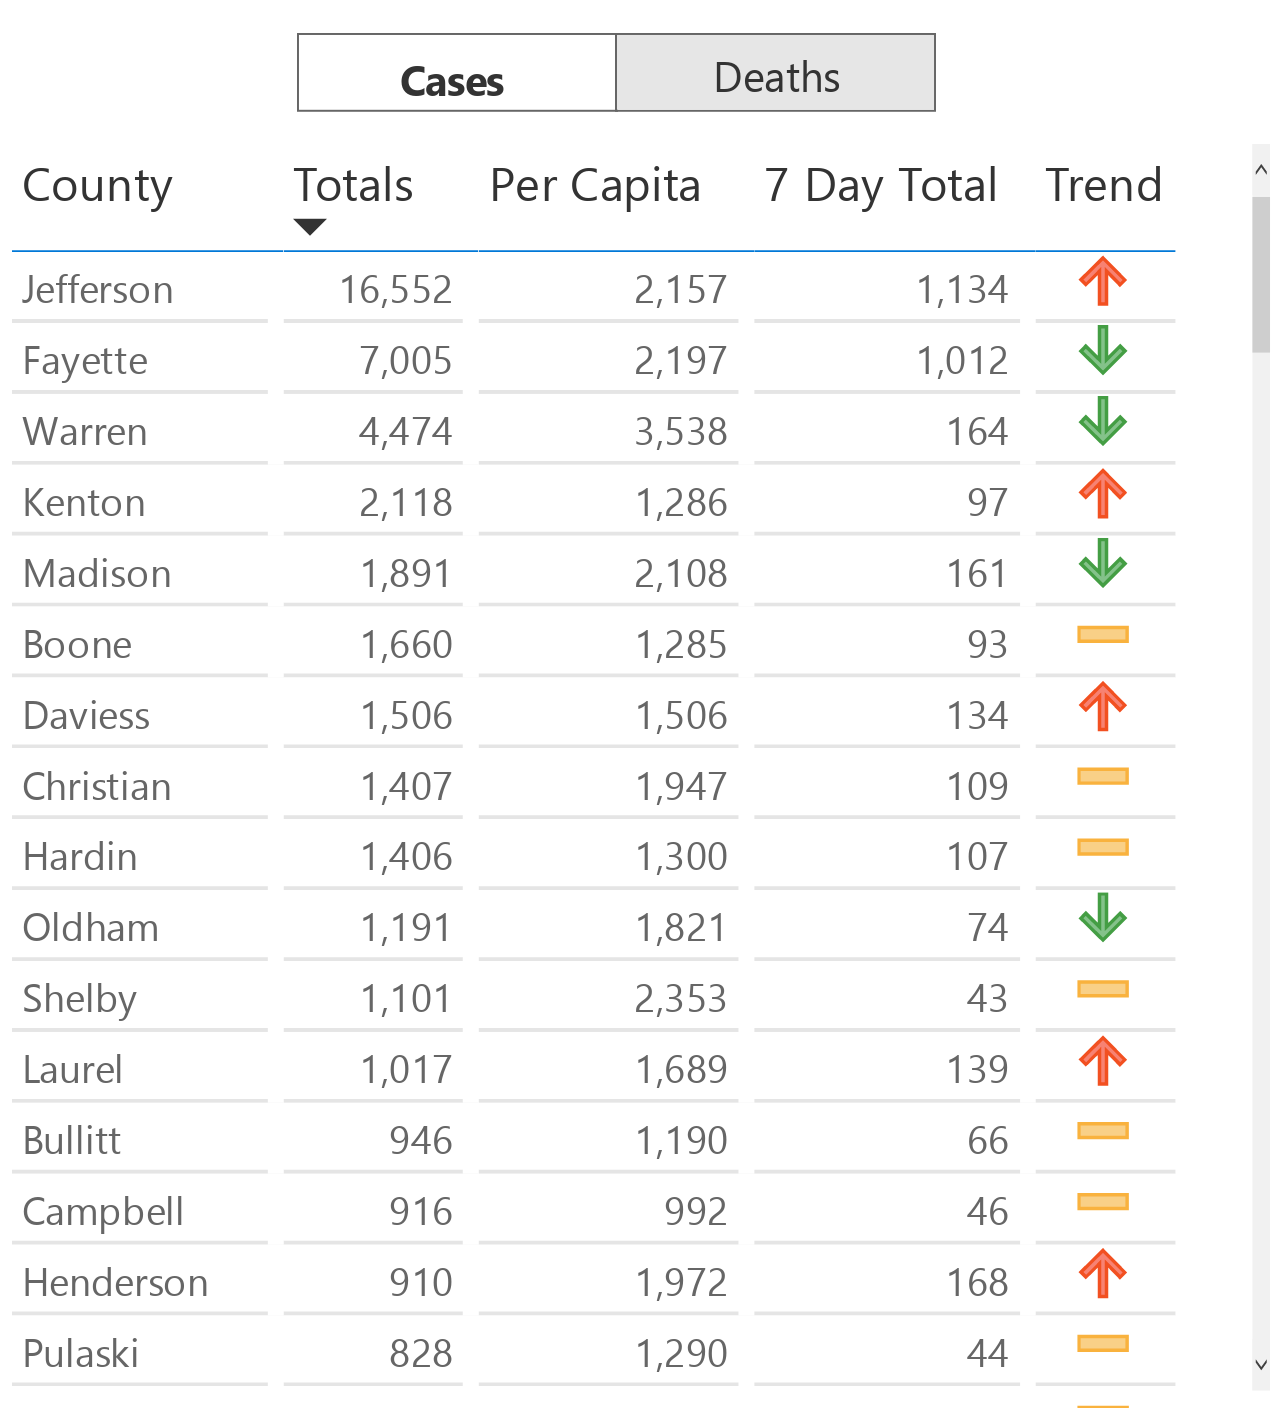 Cases Deaths
County Totals Per Capita 7 Day Total Trend
Jefferson 16,552 2,157 1,134
Fayette 7,005 2,197 1,012
Warren 4,474 3,538 164
Kenton 2,118 1,286 97
Madison 1,891 2,108 161
Boone 1,660 1,285 93
Daviess 1,506 1,506 134
Christian 1,407 1,947 109
Hardin 1,406 1,300 107
Oldham 1,191 1,821 74
Shelby 1,101 2,353 43
Laurel 1,017 1,689 139
Bullitt 946 1,190 66
Campbell 916 992 46
Henderson 910 1,972 168
Pulaski 828 1,290 44